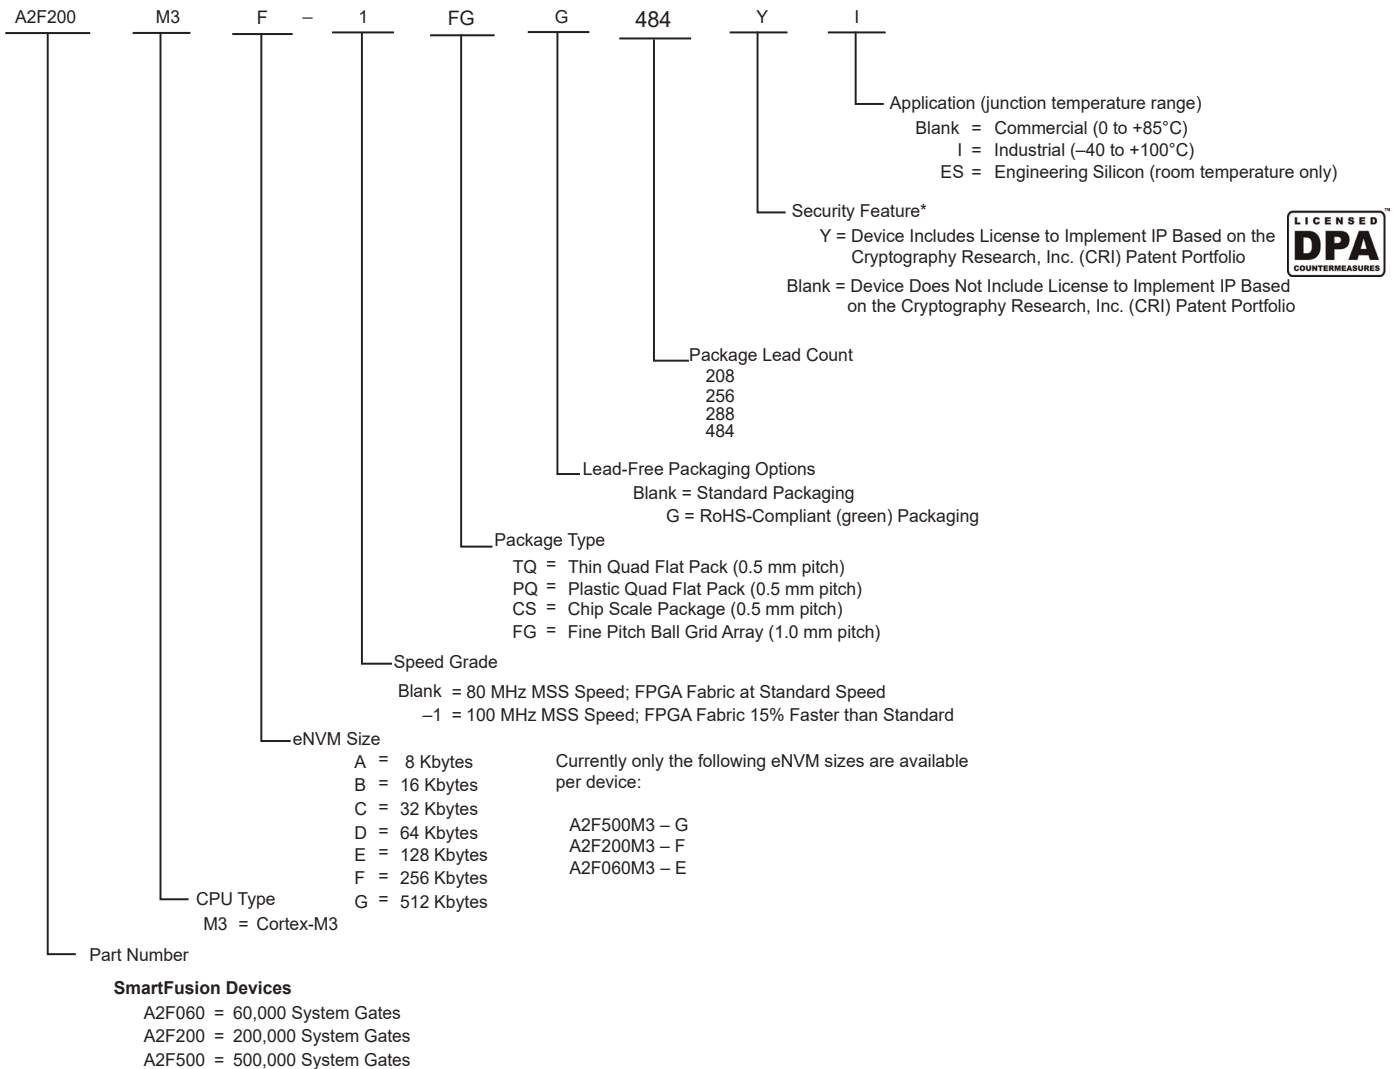 A2F200 M3 F – 1 FG G 484 Y I
Application (junction temperature range)
Blank = Commercial (0 to +85°C)
I = Industrial (–40 to +100°C)
ES = Engineering Silicon (room temperature only)
Security Feature*
Y = Device Includes License to Implement IP Based on the
Cryptography Research, Inc. (CRI) Patent Portfolio
LICENSED
DPA
COUNTERMEASURES
™
Blank = Device Does Not Include License to Implement IP Based
on the Cryptography Research, Inc. (CRI) Patent Portfolio
Package Lead Count
208
256
288
484
Lead-Free Packaging Options
Blank = Standard Packaging
G = RoHS-Compliant (green) Packaging
Package Type
TQ = Thin Quad Flat Pack (0.5 mm pitch)
PQ = Plastic Quad Flat Pack (0.5 mm pitch)
CS = Chip Scale Package (0.5 mm pitch)
FG = Fine Pitch Ball Grid Array (1.0 mm pitch)
Speed Grade
Blank = 80 MHz MSS Speed; FPGA Fabric at Standard Speed
–1 = 100 MHz MSS Speed; FPGA Fabric 15% Faster than Standard
eNVM Size
A = 8 Kbytes
B = 16 Kbytes
C = 32 Kbytes
D = 64 Kbytes
E = 128 Kbytes
F = 256 Kbytes
G = 512 Kbytes
Currently only the following eNVM sizes are available
per device:
A2F500M3 – G
A2F200M3 – F
A2F060M3 – E
CPU Type
M3 = Cortex-M3
Part Number
SmartFusion Devices
A2F060 = 60,000 System Gates
A2F200 = 200,000 System Gates
A2F500 = 500,000 System Gates